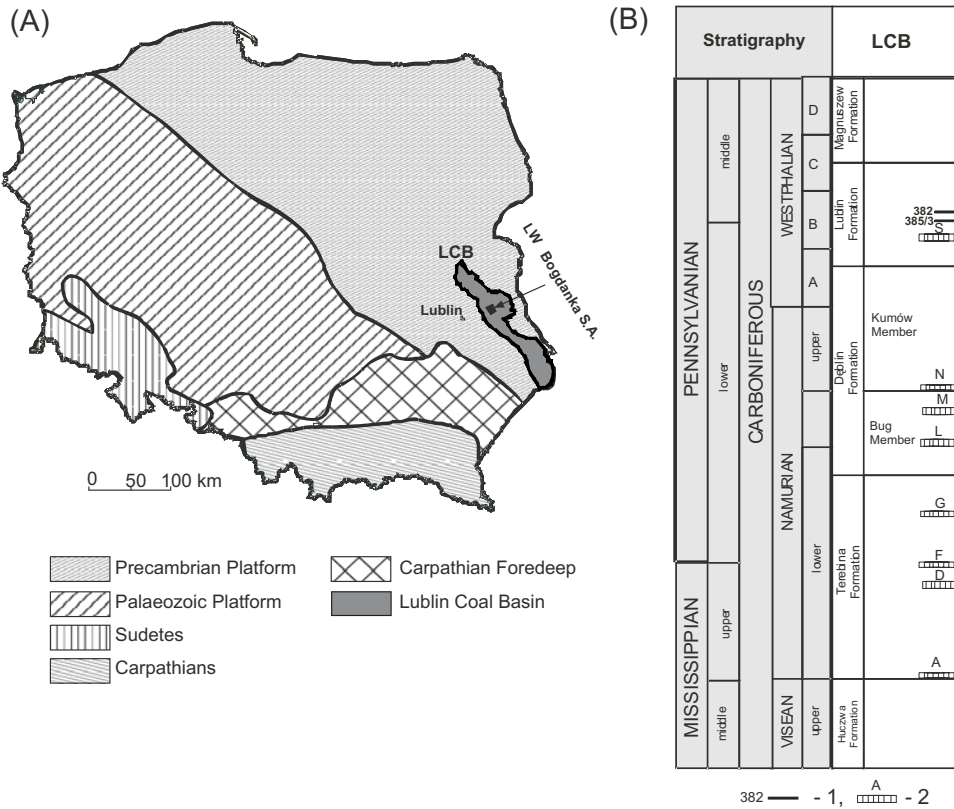 (A)
LCB
Lublin
LW Bogdanka S.A.
0 50 100 km
Precambrian Platform
Palaeozoic Platform
Sudetes
Carpathians
Carpathian Foredeep
Lublin Coal Basin
(B)
Stratigraphy
LCB
PENNSYLVANIAN
MISSISSIPPIAN
middle
lower
upper
middle
CARBONIFEROUS
WESTPHALIAN
NAMURIAN
VISEAN
D
C
B
A
upper
lower
upper
Magnuszew
Formation
Lublin
Formation
Dęblin
Formation
Terebina
Formation
Huczwa
Formation
382
385/3
S
Kumów
Member
N
M
Bug
Member
L
G
F
D
A
382 - 1, A - 2